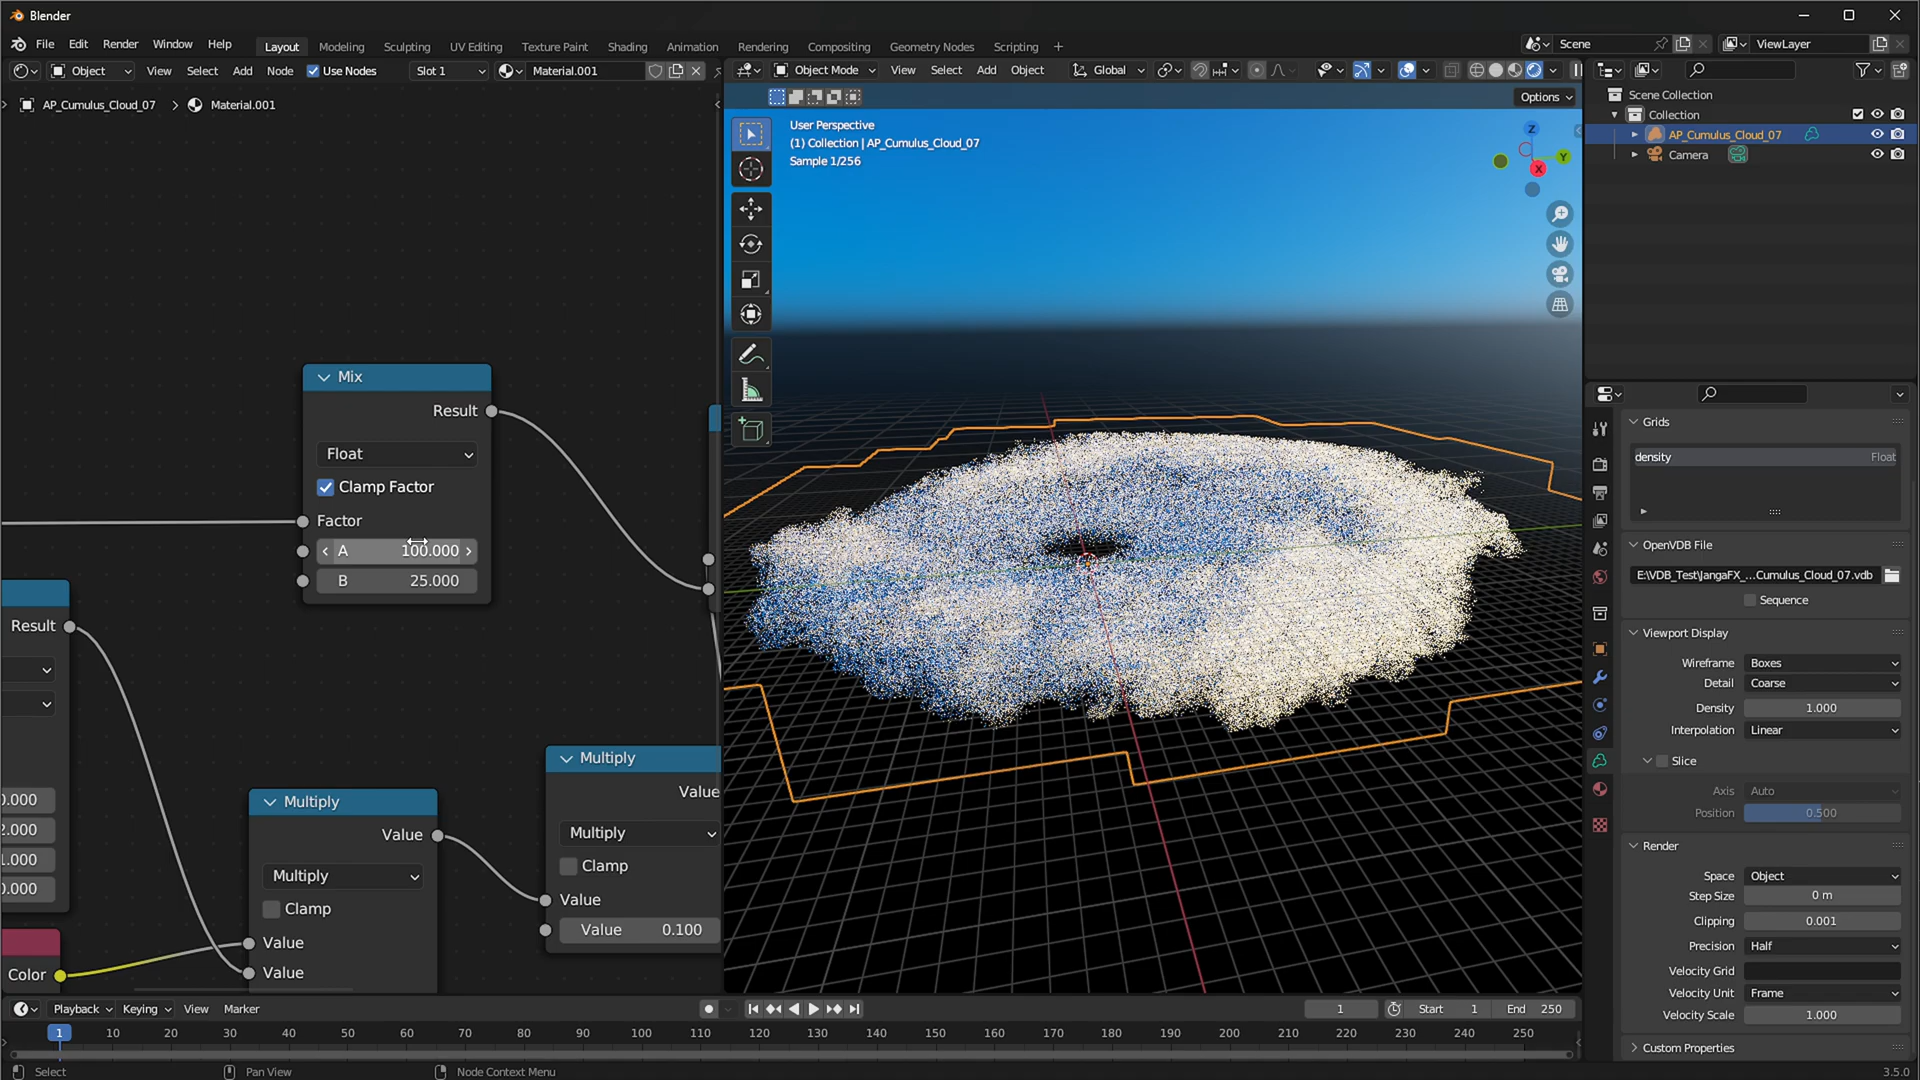 Blender
File Edit Render Window Help Layout Modeling Sculpting UV Editing Texture Paint Shading Animation Rendering Compositing Geometry Nodes Scripting + Scene ViewLayer
Object View Select Add Node Use Nodes Slot 1 Material.001 Object Mode View Select Add Object Global
AP_Cumulus_Cloud_07 > Material.001
Options
User Perspective
(1) Collection | AP_Cumulus_Cloud_07
Sample 1/256
Z
Y
X
Scene Collection
Collection
AP_Cumulus_Cloud_07
Camera
Mix
Result
Float
Clamp Factor
Factor
A 100.000
B 25.000
Result
0.000
2.000
1.000
0.000
Color
Multiply
Value
Multiply
Clamp
Value
Value
Multiply
Value
Multiply
Clamp
Value
Value 0.100
Grids
density Float
OpenVDB File
E:\VDB_Test\JangaFX_...Cumulus_Cloud_07.vdb
Sequence
Viewport Display
Wireframe Boxes
Detail Coarse
Density 1.000
Interpolation Linear
Slice
Axis Auto
Position 0.500
Render
Space Object
Step Size 0 m
Clipping 0.001
Precision Half
Velocity Grid
Velocity Unit Frame
Velocity Scale 1.000
Custom Properties
Playback Keying View Marker 1 Start 1 End 250
1 10 20 30 40 50 60 70 80 90 100 110 120 130 140 150 160 170 180 190 200 210 220 230 240 250
Select Pan View Node Context Menu 3.5.0